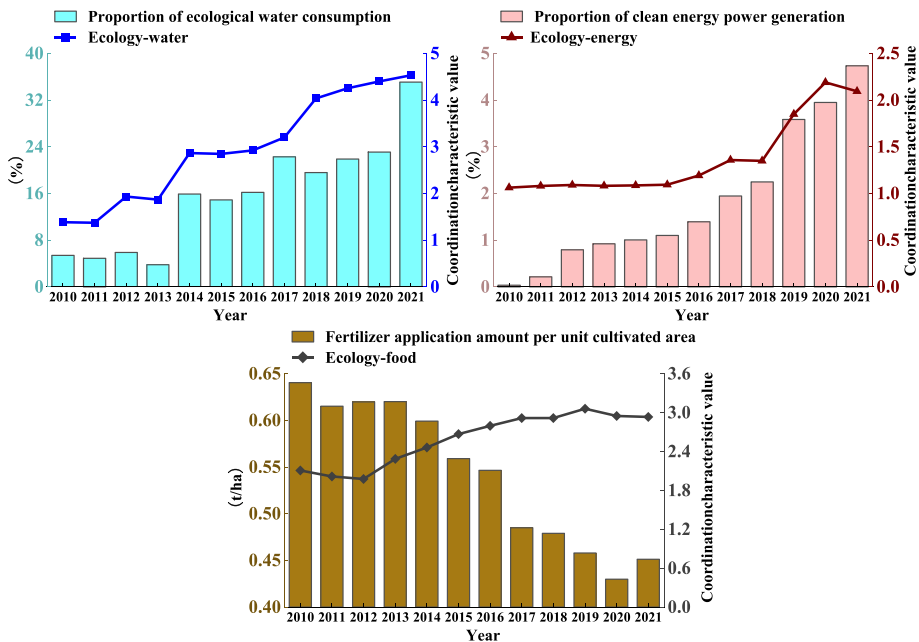 Proportion of ecological water consumption
Ecology-water
40
32
24
16
8
0
(%)
5
4
3
2
1
0
Coordinationcharacteristic value
2010 2011 2012 2013 2014 2015 2016 2017 2018 2019 2020 2021
Year
Proportion of clean energy power generation
Ecology-energy
5
4
3
2
1
0
(%)
2.5
2.0
1.5
1.0
0.5
0.0
Coordinationcharacteristic value
2010 2011 2012 2013 2014 2015 2016 2017 2018 2019 2020 2021
Year
Fertilizer application amount per unit cultivated area
Ecology-food
0.65
0.60
0.55
0.50
0.45
0.40
(t/ha)
3.6
3.0
2.4
1.8
1.2
0.6
0.0
Coordinationcharacteristic value
2010 2011 2012 2013 2014 2015 2016 2017 2018 2019 2020 2021
Year